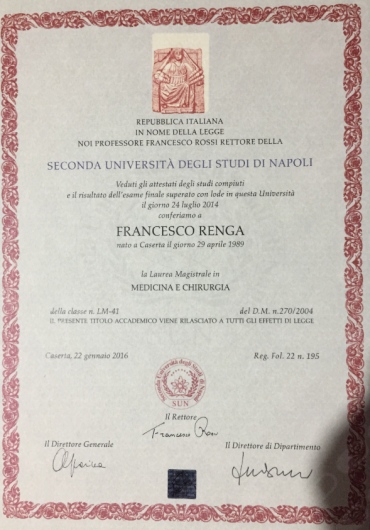 REPUBBLICA ITALIANA
IN NOME DELLA LEGGE
NOI PROFESSORE FRANCESCO ROSSI RETTORE DELLA
SECONDA UNIVERSITÀ DEGLI STUDI DI NAPOLI
Veduti gli attestati degli studi compiuti
e il risultato dell'esame finale superato con lode in questa Università
il giorno 24 luglio 2014
conferiamo a
FRANCESCO RENGA
nato a Caserta il giorno 29 aprile 1989
la Laurea Magistrale in
MEDICINA E CHIRURGIA
della classe n. LM-41 del D.M. n.270/2004
IL PRESENTE TITOLO ACCADEMICO VIENE RILASCIATO A TUTTI GLI EFFETTI DI LEGGE.
Caserta, 22 gennaio 2016 Reg. Fol. 22 n. 195
SUN
Il Rettore
Francesco Rossi
Il Direttore Generale Il Direttore di Dipartimento